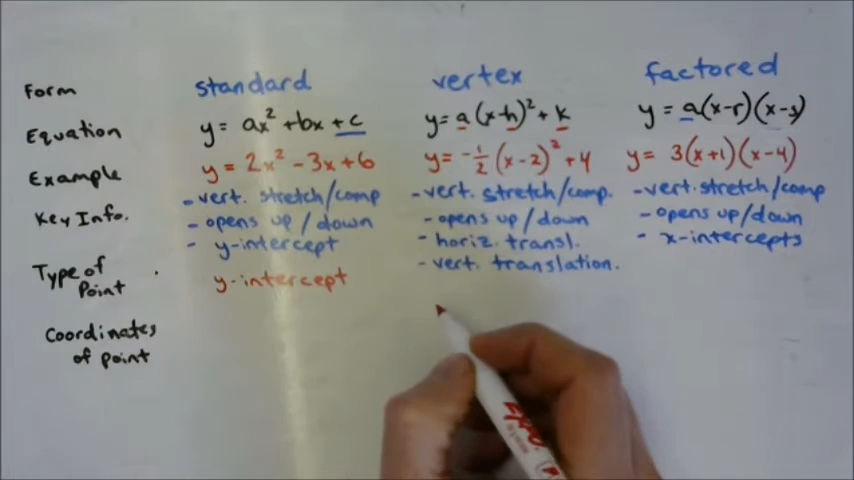 Form standard vertex factored
Equation y= ax²+bx+c y= a(x-h)²+k y= a(x-r)(x-s)
Example y= 2x²-3x+6 y= -1/2(x-2)²+4 y= 3(x+1)(x-4)
Key Info. - vert. stretch/comp - vert. stretch/comp. - vert. stretch/comp
- opens up/down - opens up/down - opens up/down
- y-intercept - horiz. transl. - x-intercepts
- vert. translation.
Type of Point y-intercept
Coordinates
of point
EXPO